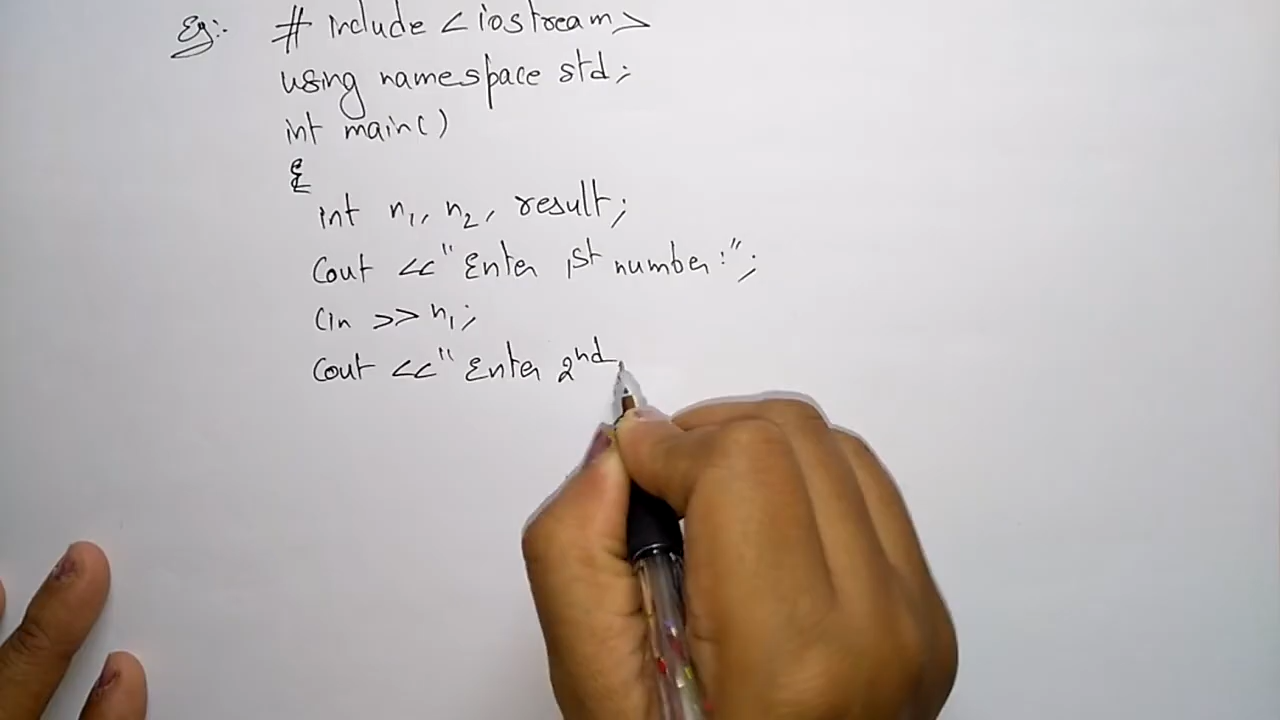 Eg:- # include <iostream>
using namespace std;
int main()
{
int n1, n2, result;
Cout <<"Enter 1st number:";
Cin >> n1;
Cout <<" Enter 2nd